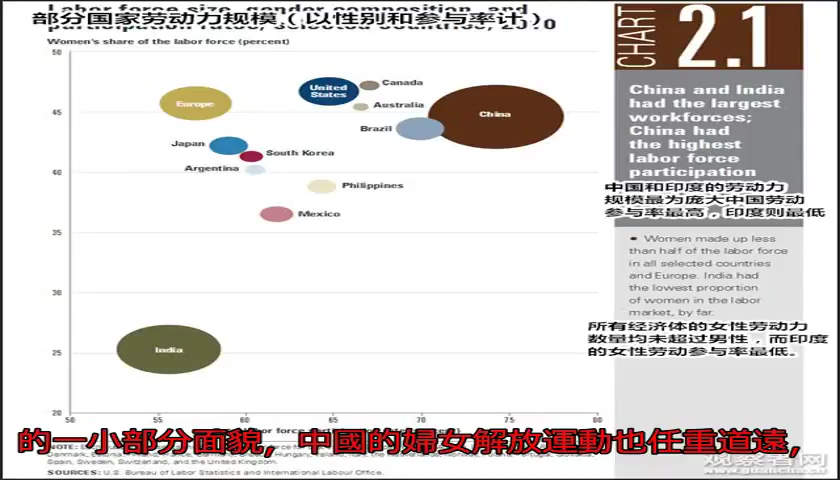 部分国家劳动力规模（以性别和参与率计）
Women's share of the labor force (percent)
CHART 2.1
China and India
had the largest
workforces;
China had
the highest
labor force
participation
中国和印度的劳动力
规模最为庞大中国劳动
参与率最高，印度则最低
● Women made up less
than half of the labor force
in all selected countries
and Europe. India had
the lowest proportion
of women in the labor
market, by far.
所有经济体的女性劳动力
数量均未超过男性，而印度
的女性劳动参与率最低。
50
45
40
35
30
25
20
Europe
United
States
Canada
Australia
Brazil
China
Japan
South Korea
Argentina
Philippines
Mexico
India
50 55 60 65 70 75 80
的一小部分面貌，中國的婦女解放運動也任重道遠，
Spain, Sweden, Switzerland, and the United Kingdom.
SOURCES: U.S. Bureau of Labor Statistics and International Labour Office.
观察者网